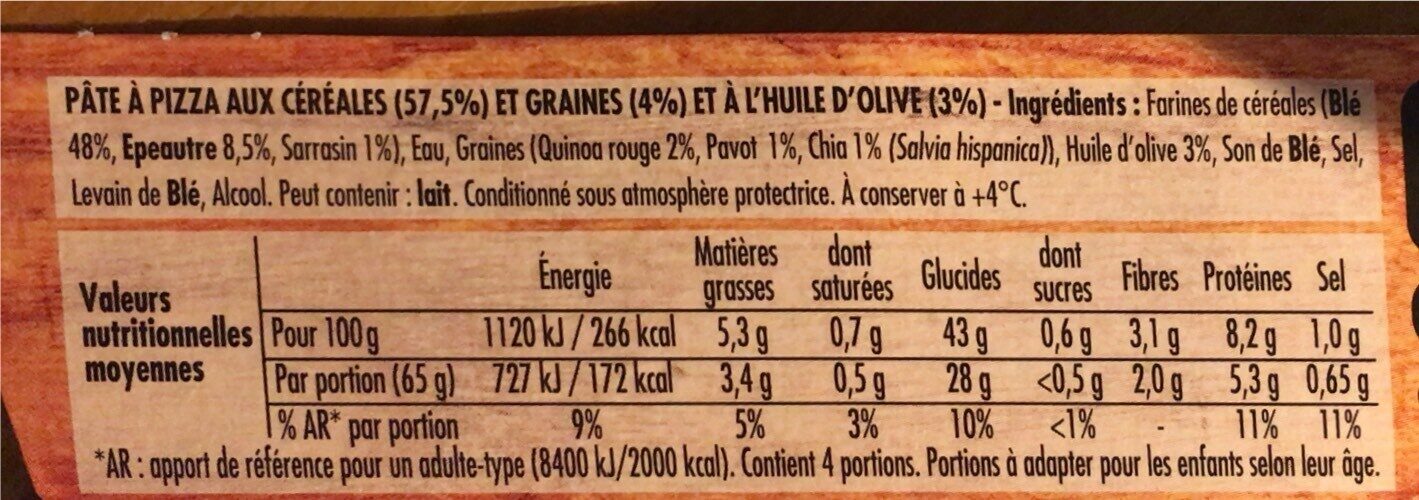 PÂTE À PIZZA AUX CÉRÉALES (57,5%) ET GRAINES (4%) ET À L'HUILE D'OLIVE (3%) - Ingrédients : Farines de céréales (Blé
48%, Epeautre 8,5%, Sarrasin 1%), Eau, Graines (Quinoa rouge 2%, Pavot 1%, Chia 1% (Salvia hispanica)), Huile d'olive 3%, Son de Blé, Sel,
Levain de Blé, Alcool. Peut contenir : lait. Conditionné sous atmosphère protectrice. À conserver à +4°C.
Valeurs nutritionnelles moyennes
Énergie Matières grasses dont saturées Glucides dont sucres Fibres Protéines Sel
Pour 100g 1120 kJ / 266 kcal 5,3 g 0,7 g 43 g 0,6 g 3,1 g 8,2 g 1,0 g
Par portion (65 g) 727 kJ / 172 kcal 3,4 g 0,5 g 28 g <0,5 g 2,0 g 5,3 g 0,65 g
% AR* par portion 9% 5% 3% 10% <1% - 11% 11%
*AR : apport de référence pour un adulte-type (8400 kJ/2000 kcal). Contient 4 portions. Portions à adapter pour les enfants selon leur âge.